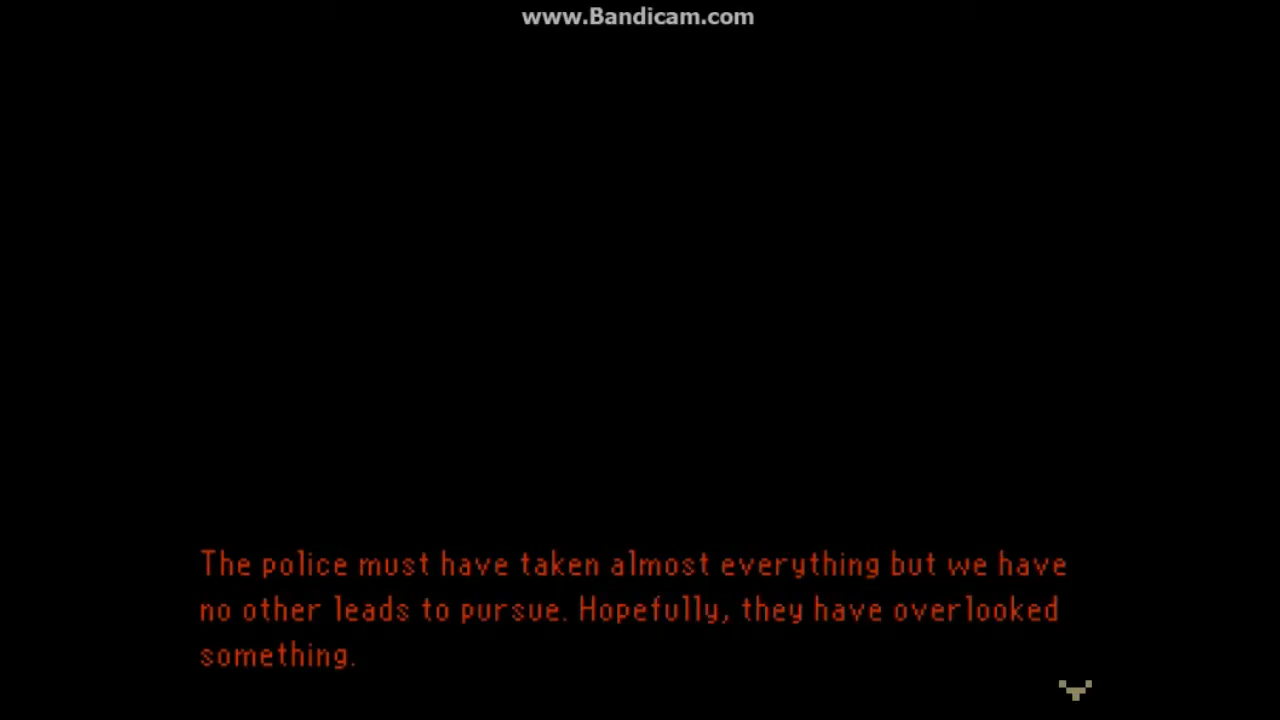 www.Bandicam.com
The police must have taken almost everything but we have
no other leads to pursue. Hopefully, they have overlooked
something.